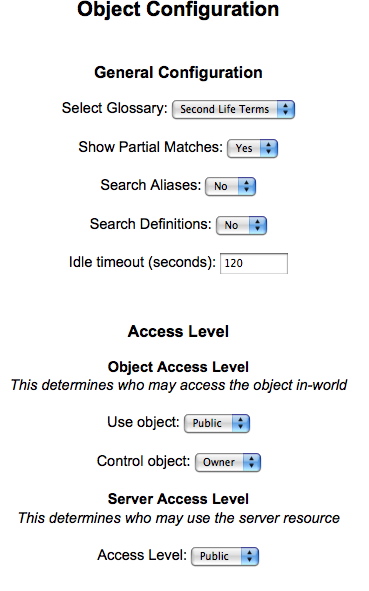 Object Configuration
General Configuration
Select Glossary: Second Life Terms
Show Partial Matches: Yes
Search Aliases: No
Search Definitions: No
Idle timeout (seconds): 120
Access Level
Object Access Level
This determines who may access the object in-world
Use object: Public
Control object: Owner
Server Access Level
This determines who may use the server resource
Access Level: Public